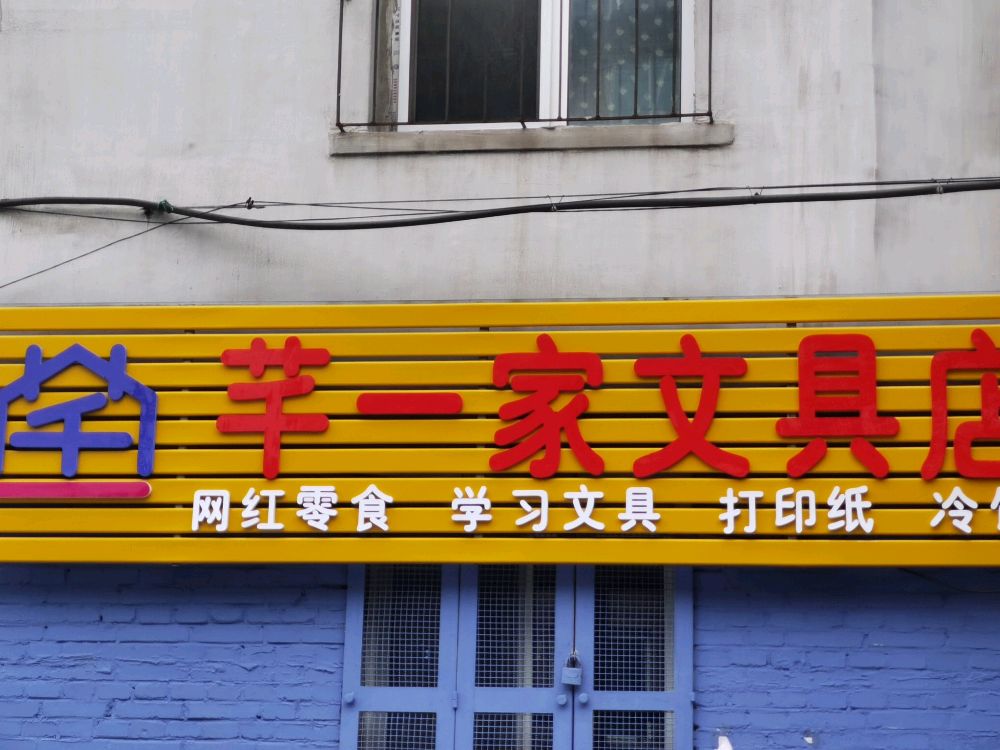 芊一家文具店
网红零食 学习文具 打印纸 冷